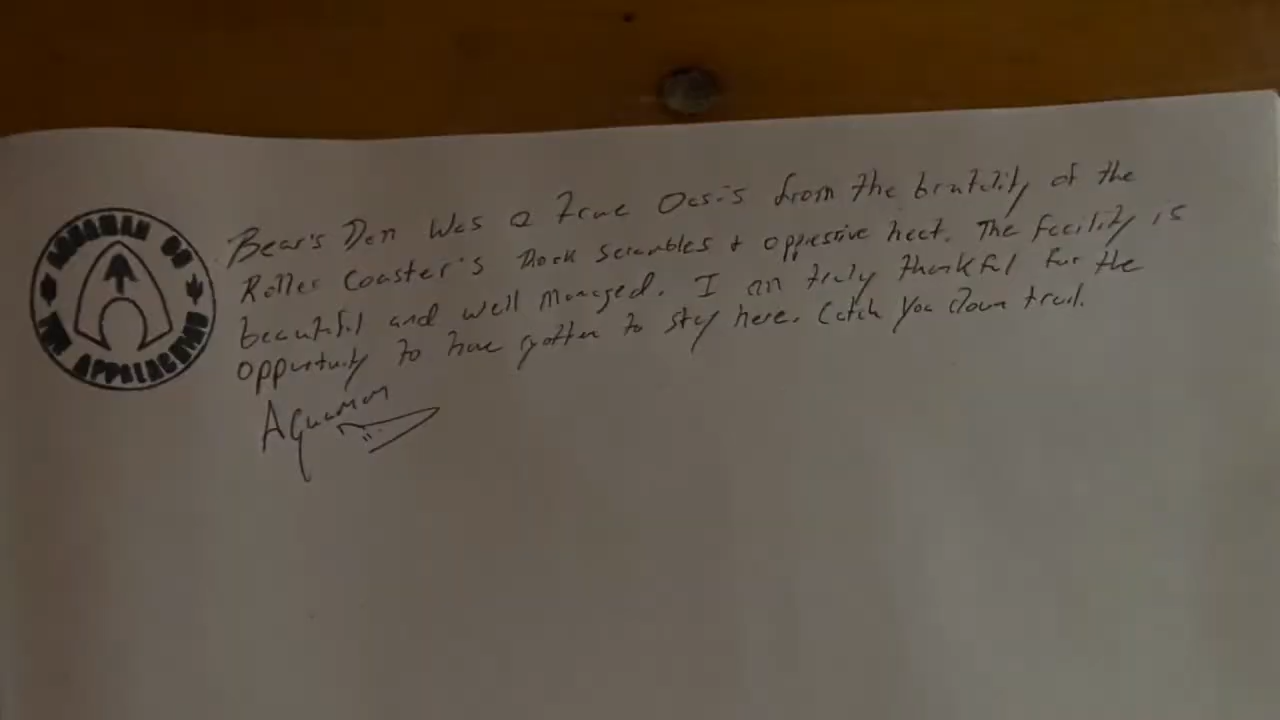 AQUAMAN ON
THE APPALACHIAN
Bear's Den was a true Oasis from the brutality of the
Roller Coaster's Rock scrambles + oppressive heat. The facility is
beautiful and well managed. I am truly thankful for the
opportunity to have gotten to stay here. Catch you down trail.
Aquaman